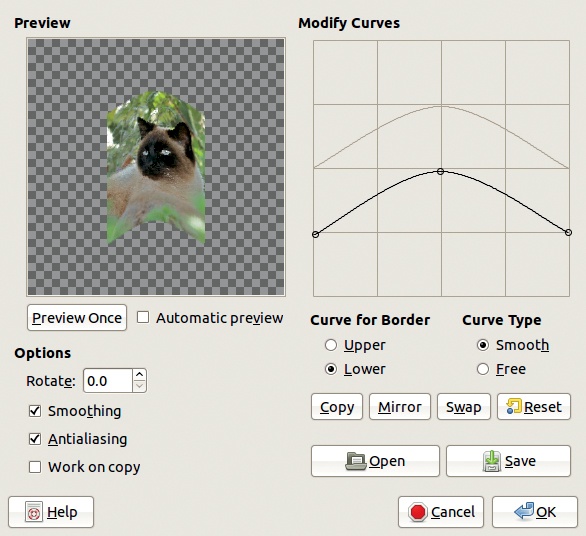 Preview
Modify Curves
Preview Once
Automatic preview
Curve for Border
Curve Type
Upper
Smooth
Lower
Free
Options
Rotate:
0.0
Smoothing
Antialiasing
Work on copy
Copy
Mirror
Swap
Reset
Open
Save
Help
Cancel
OK